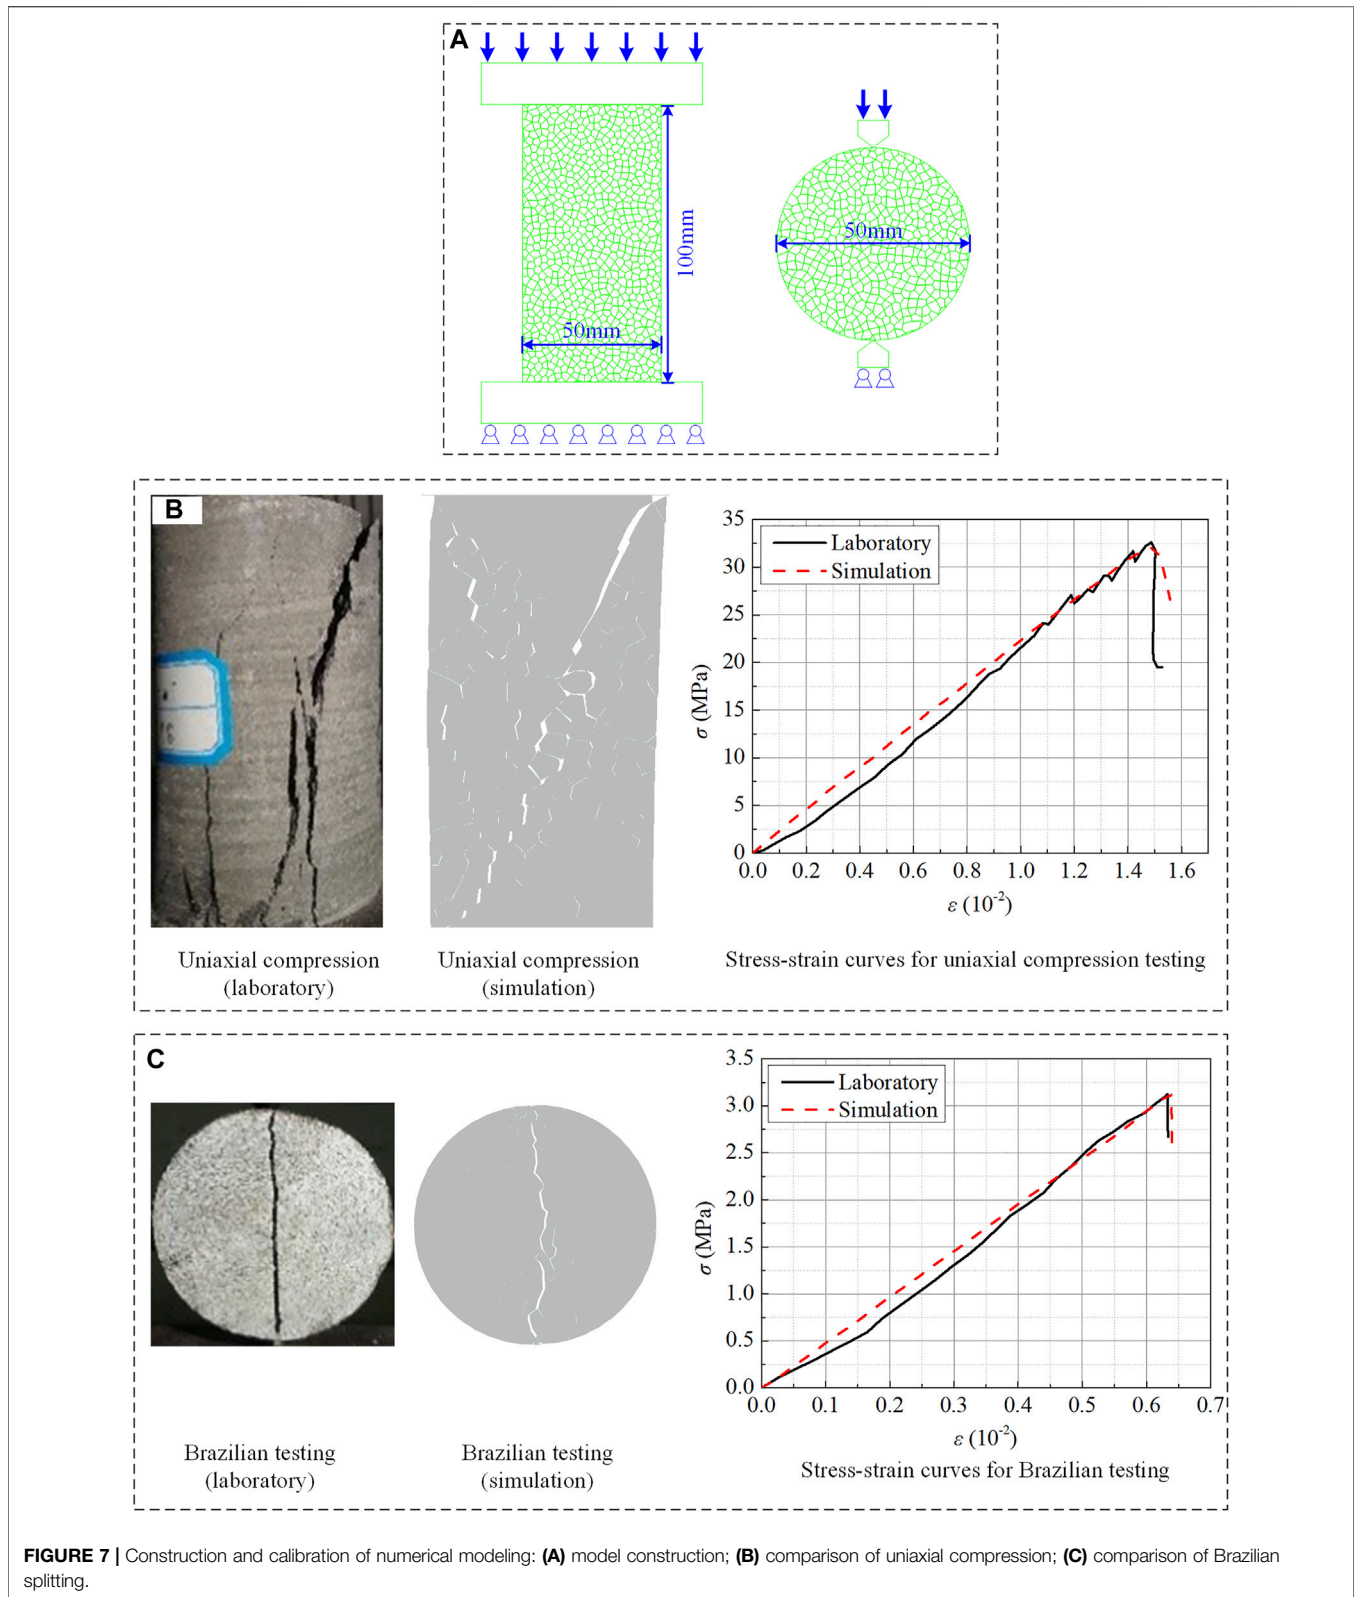 A
50mm
100mm
50mm
B
Uniaxial compression
(laboratory)
Uniaxial compression
(simulation)
35
30
25
20
15
10
5
0
σ (MPa)
Laboratory
Simulation
0.0 0.2 0.4 0.6 0.8 1.0 1.2 1.4 1.6
ε (10⁻²)
Stress-strain curves for uniaxial compression testing
C
Brazilian testing
(laboratory)
Brazilian testing
(simulation)
3.5
3.0
2.5
2.0
1.5
1.0
0.5
0.0
σ (MPa)
Laboratory
Simulation
0.0 0.1 0.2 0.3 0.4 0.5 0.6 0.7
ε (10⁻²)
Stress-strain curves for Brazilian testing
FIGURE 7 | Construction and calibration of numerical modeling: (A) model construction; (B) comparison of uniaxial compression; (C) comparison of Brazilian
splitting.